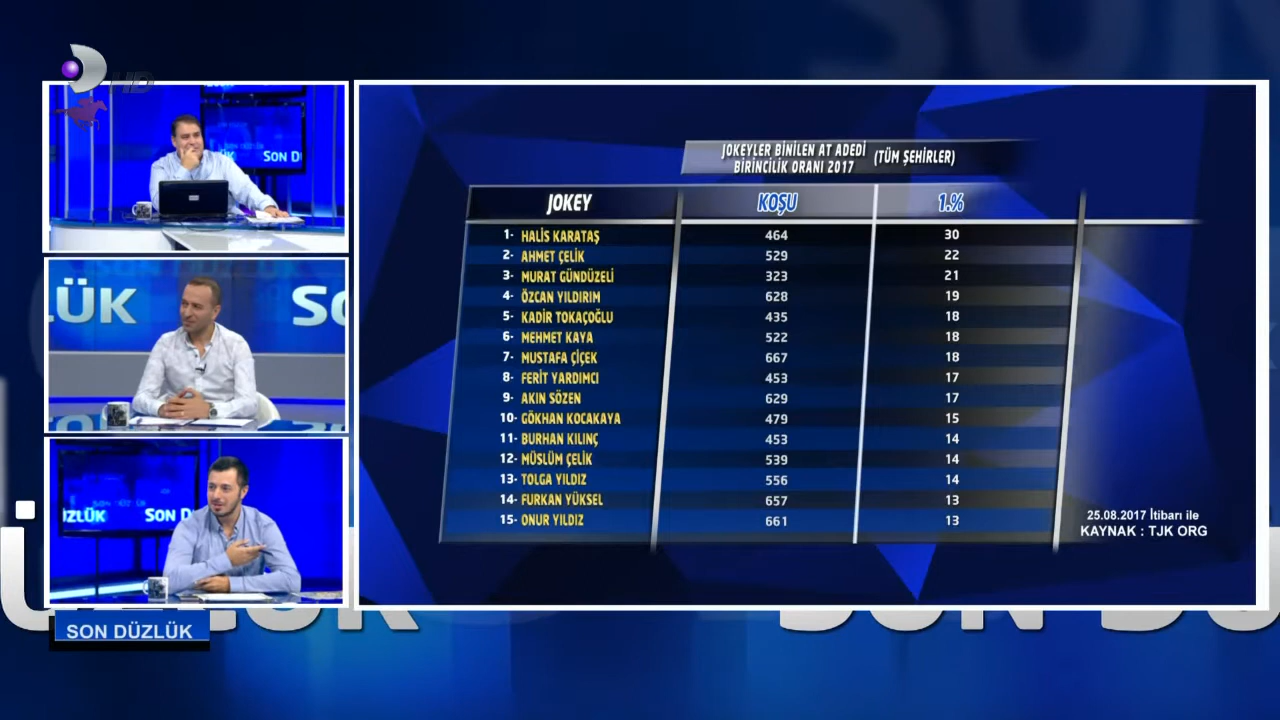 HD
SON D
LÜK
S
ÜZLÜK
SON D
SON DÜZLÜK
JOKEYLER BİNİLEN AT ADEDİ
BİRİNCİLİK ORANI 2017 (TÜM ŞEHİRLER)
JOKEY KOŞU 1.%
1- HALİS KARATAŞ 464 30
2- AHMET ÇELİK 529 22
3- MURAT GÜNDÜZELİ 323 21
4- ÖZCAN YILDIRIM 628 19
5- KADİR TOKAÇOĞLU 435 18
6- MEHMET KAYA 522 18
7- MUSTAFA ÇİÇEK 667 18
8- FERİT YARDIMCI 453 17
9- AKIN SÖZEN 629 17
10- GÖKHAN KOCAKAYA 479 15
11- BURHAN KILINÇ 453 14
12- MÜSLÜM ÇELİK 539 14
13- TOLGA YILDIZ 556 14
14- FURKAN YÜKSEL 657 13
15- ONUR YILDIZ 661 13
25.08.2017 İtibarı ile
KAYNAK : TJK ORG